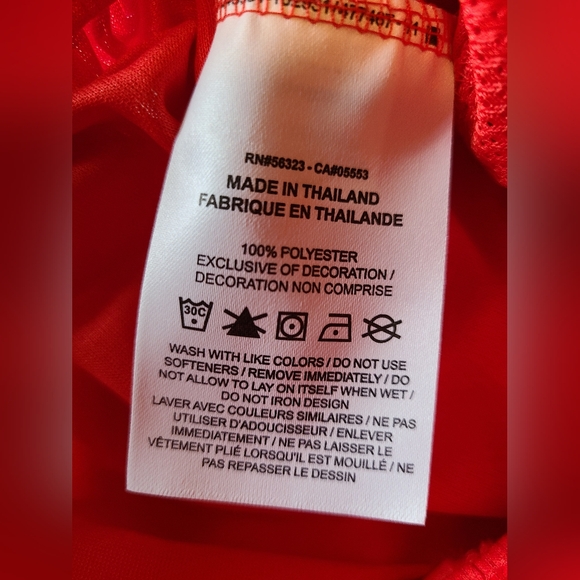 RN#56323 - CA#05553
MADE IN THAILAND
FABRIQUE EN THAILANDE
100% POLYESTER
EXCLUSIVE OF DECORATION /
DECORATION NON COMPRISE
30C
WASH WITH LIKE COLORS / DO NOT USE
SOFTENERS / REMOVE IMMEDIATELY / DO
NOT ALLOW TO LAY ON ITSELF WHEN WET /
DO NOT IRON DESIGN
LAVER AVEC COULEURS SIMILAIRES / NE PAS
UTILISER D'ADOUCISSEUR / ENLEVER
IMMEDIATEMENT / NE PAS LAISSER LE
VÊTEMENT PLIÉ LORSQU'IL EST MOUILLÉ / NE
PAS REPASSER LE DESSIN